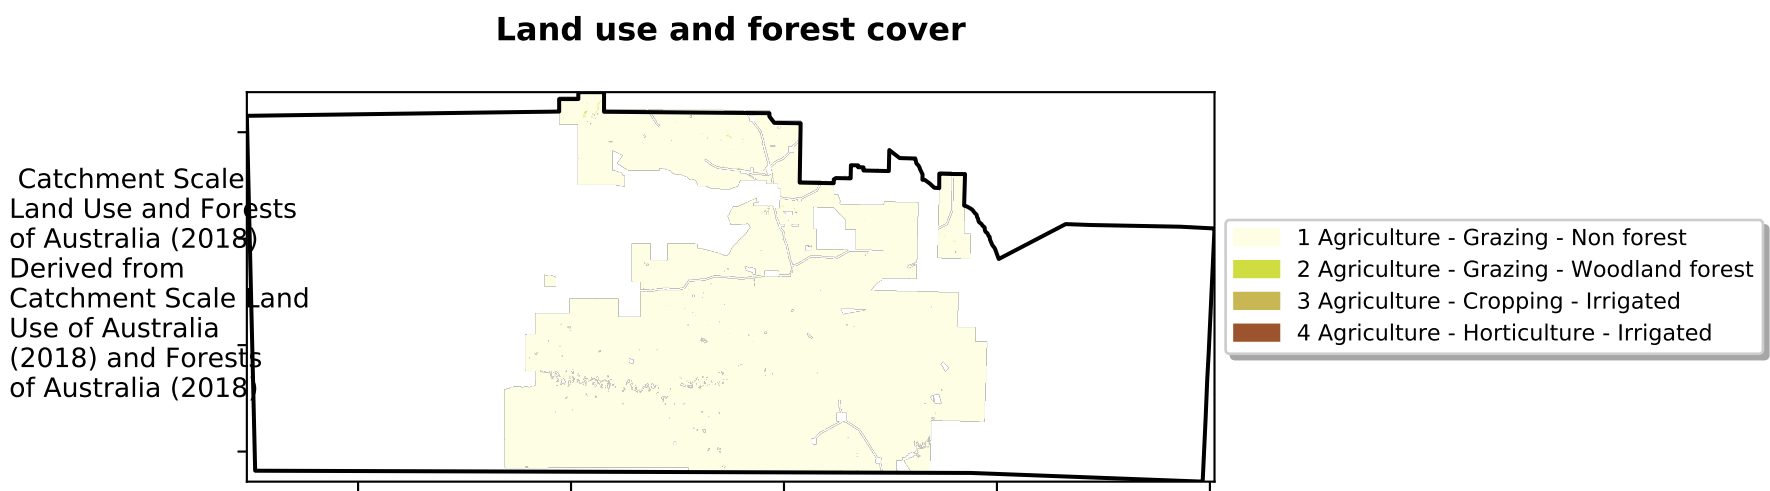 Land use and forest cover
Catchment Scale
Land Use and Forests
of Australia (2018)
Derived from
Catchment Scale Land
Use of Australia
(2018) and Forests
of Australia (2018)
1 Agriculture - Grazing - Non forest
2 Agriculture - Grazing - Woodland forest
3 Agriculture - Cropping - Irrigated
4 Agriculture - Horticulture - Irrigated